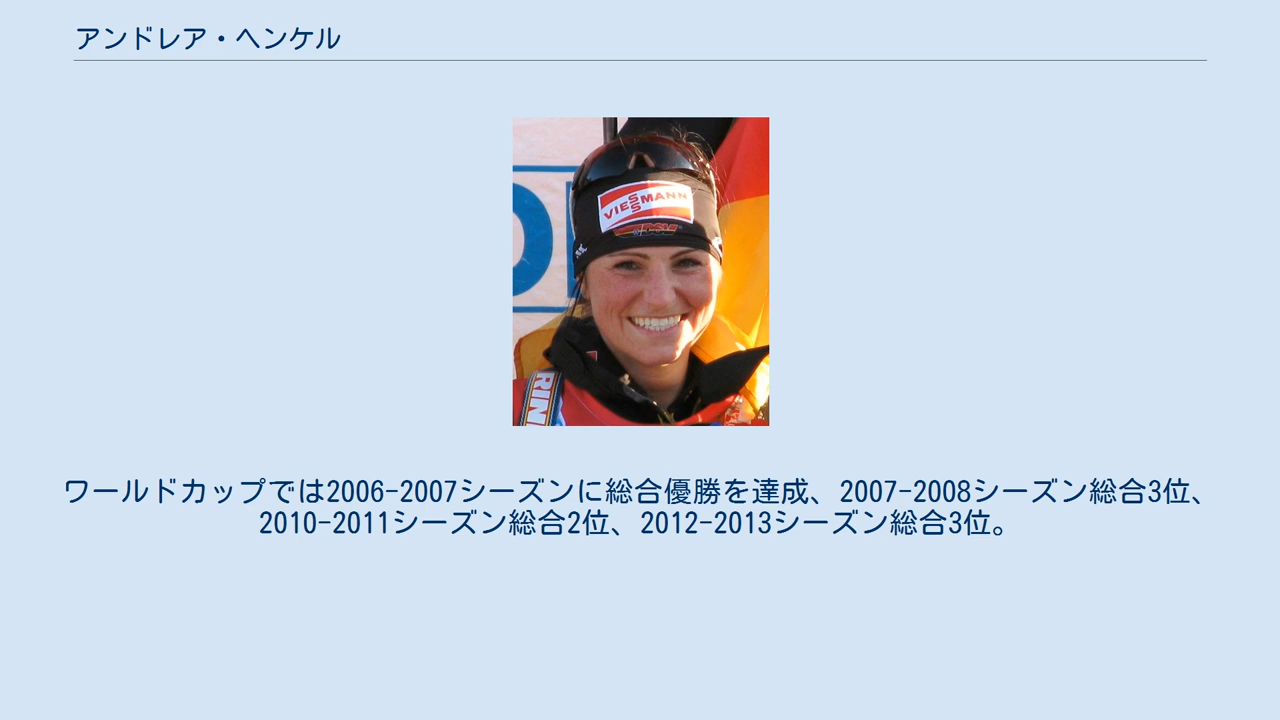 アンドレア・ヘンケル
VIESSMANN
DSV
RIN
ワールドカップでは2006-2007シーズンに総合優勝を達成、2007-2008シーズン総合3位、
2010-2011シーズン総合2位、2012-2013シーズン総合3位。